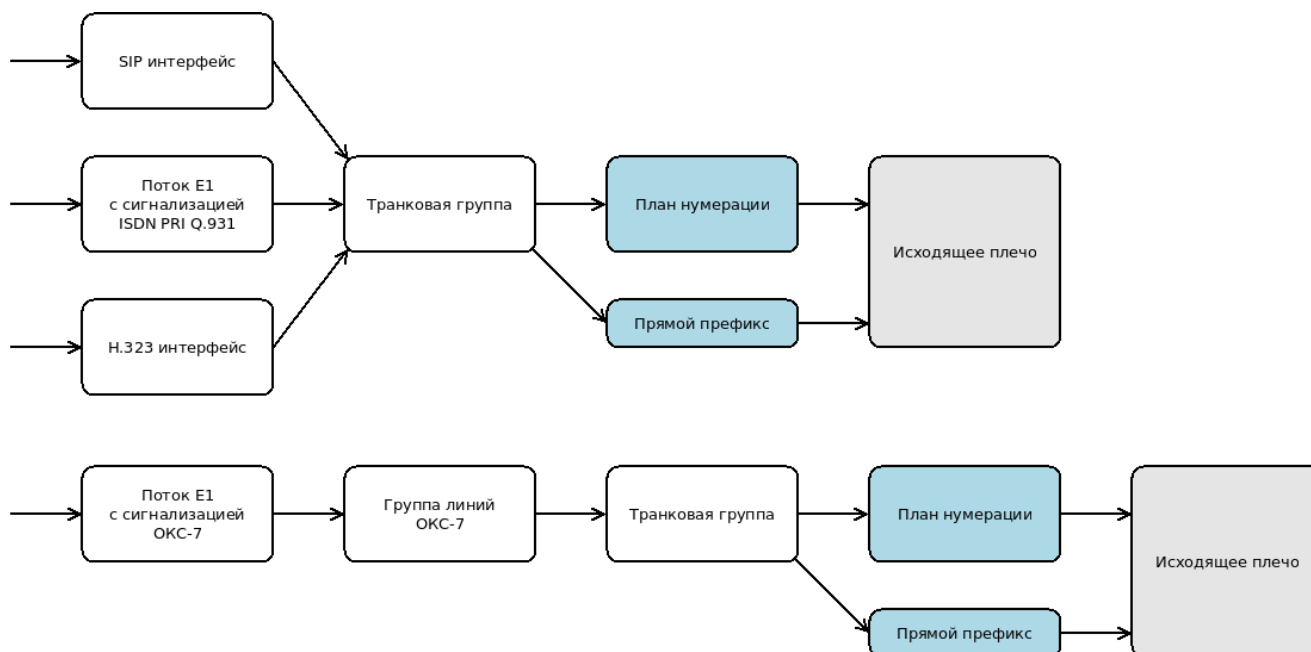 SIP интерфейс
Поток E1
с сигнализацией
ISDN PRI Q.931
Транковая группа
План нумерации
Исходящее плечо
Прямой префикс
H.323 интерфейс
Поток E1
с сигнализацией
ОКС-7
Группа линий
ОКС-7
Транковая группа
План нумерации
Исходящее плечо
Прямой префикс